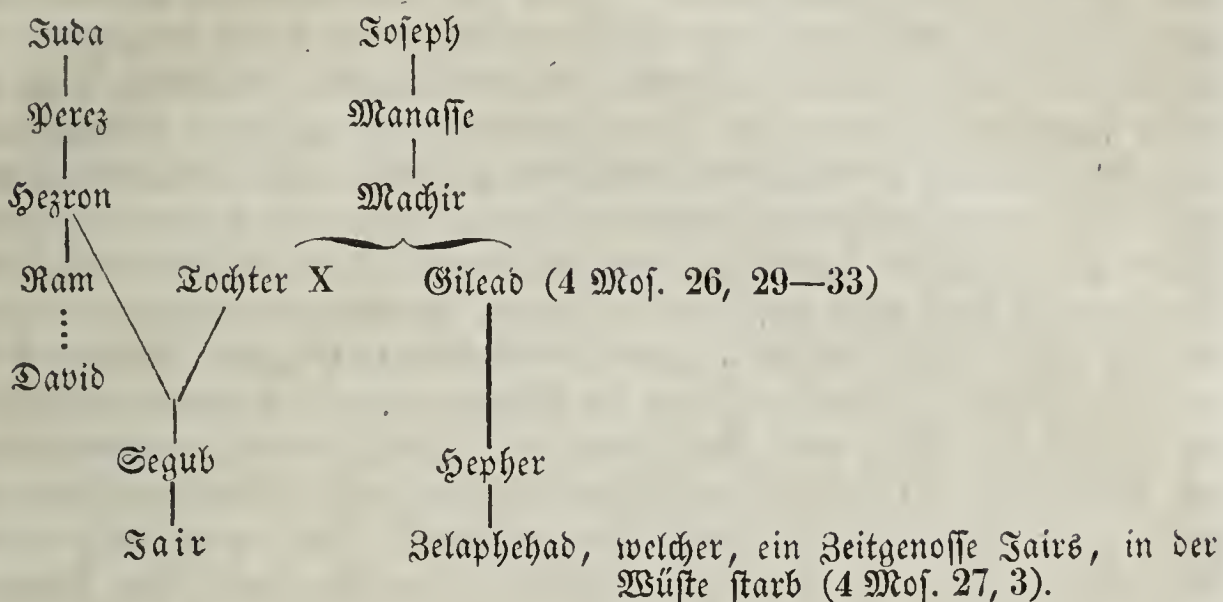 Juda Joseph
Perez Manasse
Hezron Machir
Ram Tochter X Gilead (4 Mos. 26, 29—33)
David
Segub Hepher
Jair Zelaphehad, welcher, ein Zeitgenosse Jairs, in der
Wüste starb (4 Mos. 27, 3).